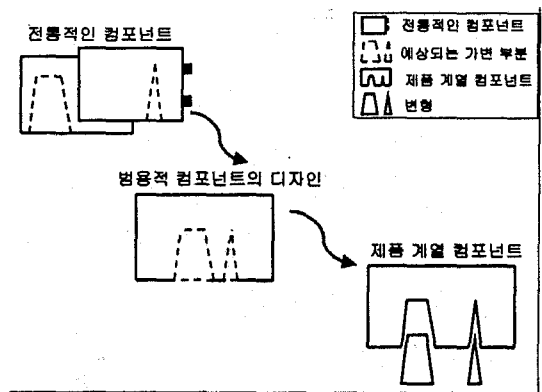 전통적인 컴포넌트
전통적인 컴포넌트
예상되는 가변 부분
제품 계열 컴포넌트
변형
범용적 컴포넌트의 디자인
제품 계열 컴포넌트